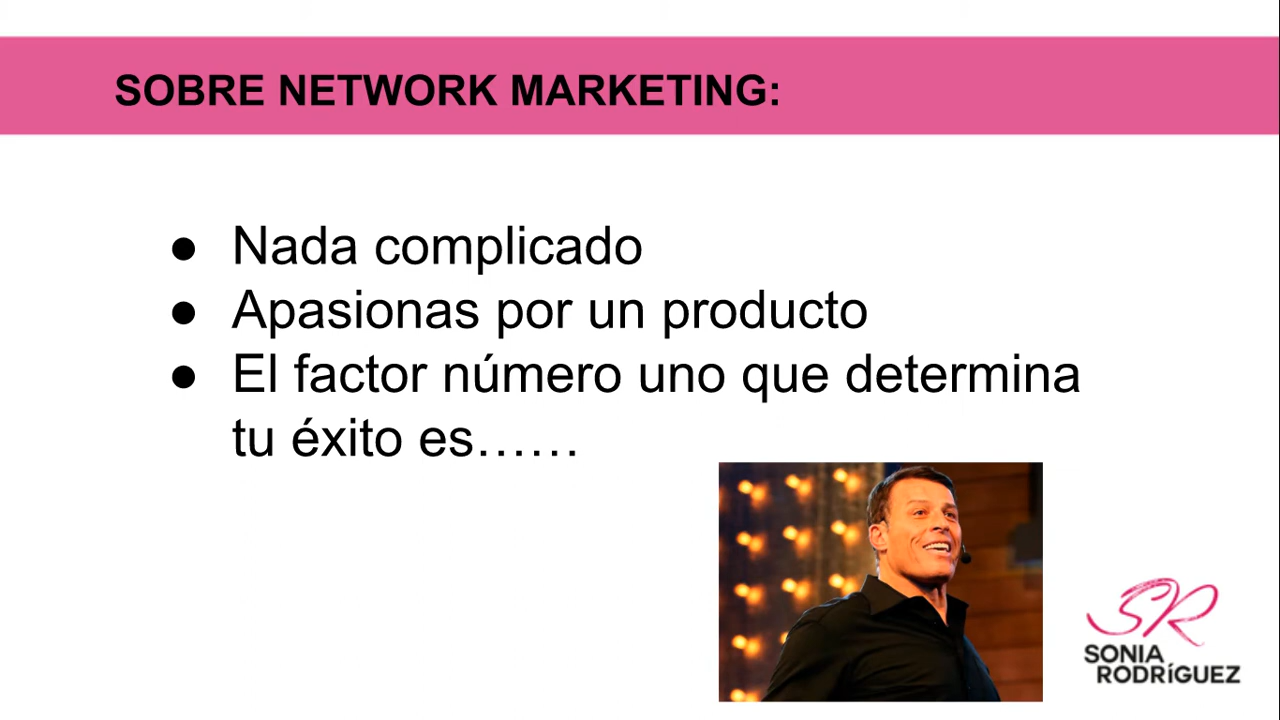 SOBRE NETWORK MARKETING:
● Nada complicado
● Apasionas por un producto
● El factor número uno que determina
tu éxito es……
SR
SONIA
RODRÍGUEZ